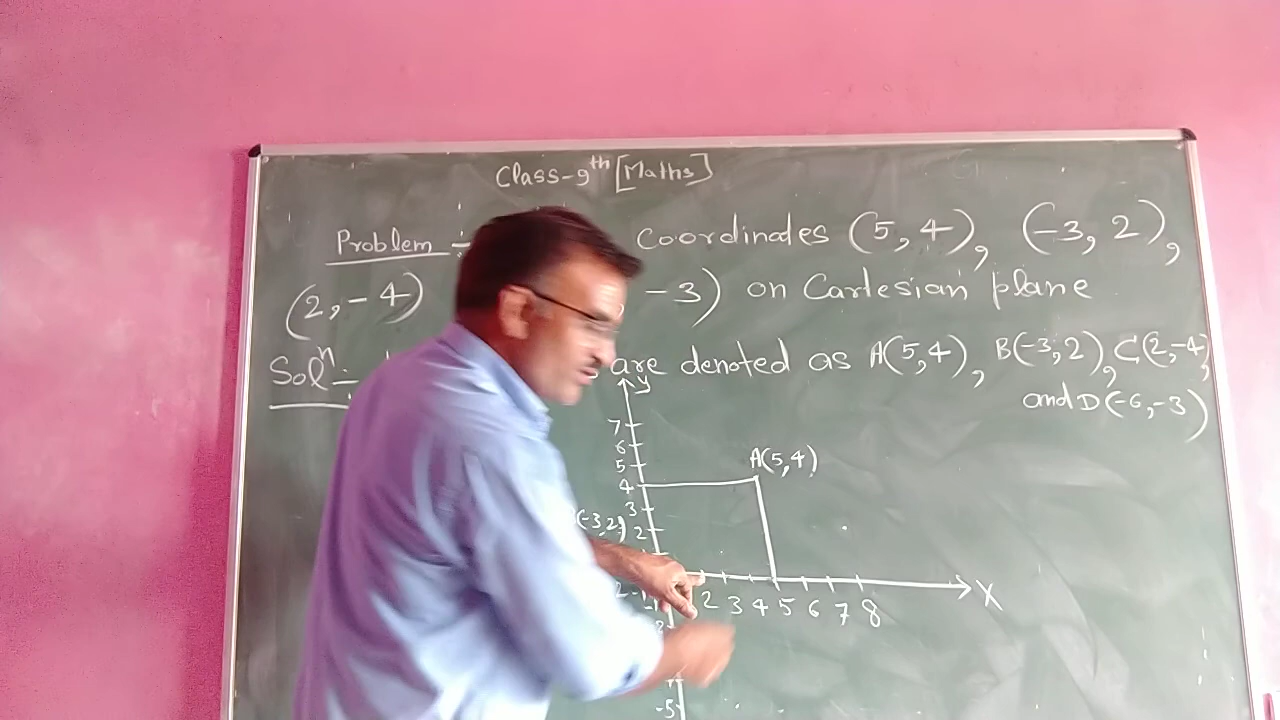 Class-9th [Maths]
Problem :- Coordinates (5,4), (-3, 2),
(2,-4) -3) on Cartesian plane
Soln:- are denoted as A(5,4), B(-3,2), C(2,-4)
and D(-6,-3)
y
7
6
5 A(5,4)
4
3
(-3,2) 2
-1 2 3 4 5 6 7 8 X
-1
-5